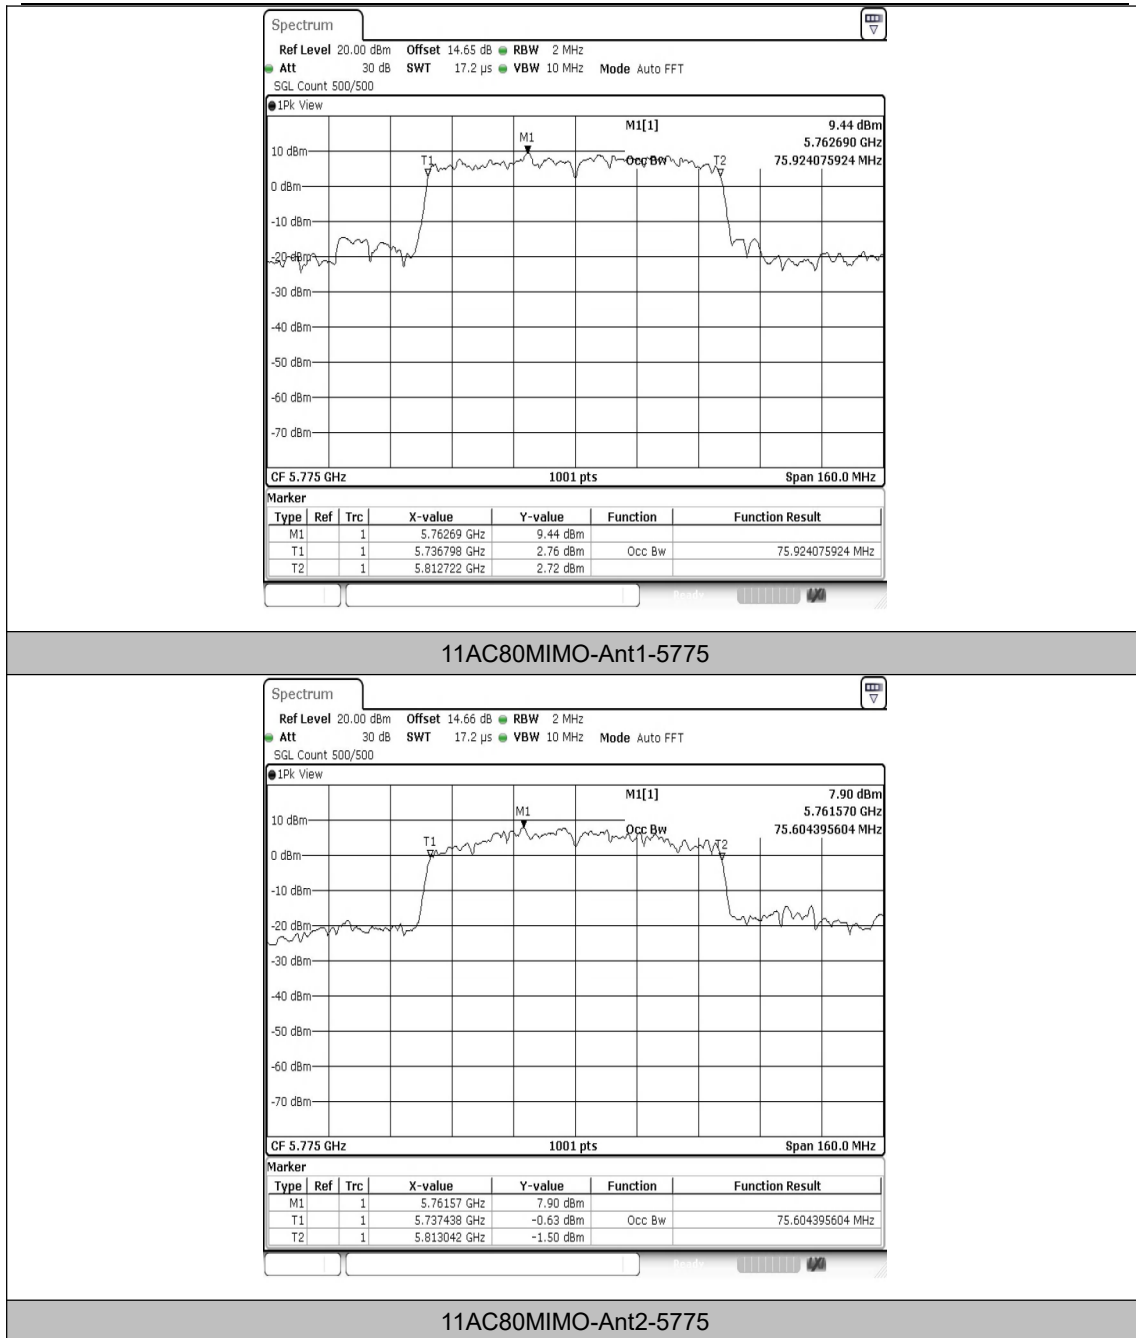 Spectrum
Ref Level 20.00 dBm Offset 14.65 dB RBW 2 MHz
Att 30 dB SWT 17.2 µs VBW 10 MHz Mode Auto FFT
SGL Count 500/500
1Pk View
M1[1] 9.44 dBm
5.762690 GHz
Occ Bw 75.924075924 MHz
M1
T1
T2
10 dBm
0 dBm
-10 dBm
-20 dBm
-30 dBm
-40 dBm
-50 dBm
-60 dBm
-70 dBm
CF 5.775 GHz 1001 pts Span 160.0 MHz
Marker
Type Ref Trc X-value Y-value Function Function Result
M1 1 5.76269 GHz 9.44 dBm
T1 1 5.736798 GHz 2.76 dBm Occ Bw 75.924075924 MHz
T2 1 5.812722 GHz 2.72 dBm
Ready
11AC80MIMO-Ant1-5775
Spectrum
Ref Level 20.00 dBm Offset 14.66 dB RBW 2 MHz
Att 30 dB SWT 17.2 µs VBW 10 MHz Mode Auto FFT
SGL Count 500/500
1Pk View
M1[1] 7.90 dBm
5.761570 GHz
Occ Bw 75.604395604 MHz
M1
T1
T2
10 dBm
0 dBm
-10 dBm
-20 dBm
-30 dBm
-40 dBm
-50 dBm
-60 dBm
-70 dBm
CF 5.775 GHz 1001 pts Span 160.0 MHz
Marker
Type Ref Trc X-value Y-value Function Function Result
M1 1 5.76157 GHz 7.90 dBm
T1 1 5.737438 GHz -0.63 dBm Occ Bw 75.604395604 MHz
T2 1 5.813042 GHz -1.50 dBm
Ready
11AC80MIMO-Ant2-5775